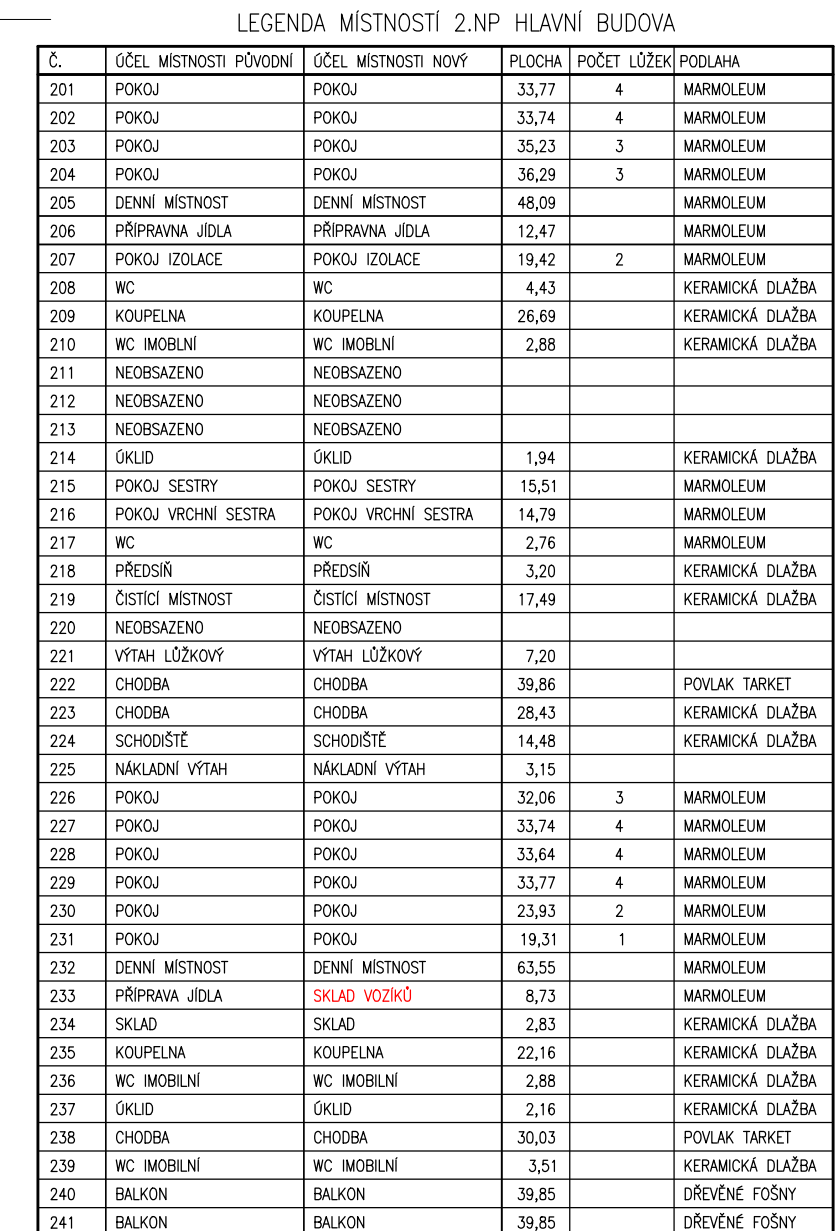 LEGENDA MÍSTNOSTÍ 2.NP HLAVNÍ BUDOVA
Č. ÚČEL MÍSTNOSTI PŮVODNÍ ÚČEL MÍSTNOSTI NOVÝ PLOCHA POČET LŮŽEK PODLAHA
201 POKOJ POKOJ 33,77 4 MARMOLEUM
202 POKOJ POKOJ 33,74 4 MARMOLEUM
203 POKOJ POKOJ 35,23 3 MARMOLEUM
204 POKOJ POKOJ 36,29 3 MARMOLEUM
205 DENNÍ MÍSTNOST DENNÍ MÍSTNOST 48,09 MARMOLEUM
206 PŘÍPRAVNA JÍDLA PŘÍPRAVNA JÍDLA 12,47 MARMOLEUM
207 POKOJ IZOLACE POKOJ IZOLACE 19,42 2 MARMOLEUM
208 WC WC 4,43 KERAMICKÁ DLAŽBA
209 KOUPELNA KOUPELNA 26,69 KERAMICKÁ DLAŽBA
210 WC IMOBLNÍ WC IMOBLNÍ 2,88 KERAMICKÁ DLAŽBA
211 NEOBSAZENO NEOBSAZENO
212 NEOBSAZENO NEOBSAZENO
213 NEOBSAZENO NEOBSAZENO
214 ÚKLID ÚKLID 1,94 KERAMICKÁ DLAŽBA
215 POKOJ SESTRY POKOJ SESTRY 15,51 MARMOLEUM
216 POKOJ VRCHNÍ SESTRA POKOJ VRCHNÍ SESTRA 14,79 MARMOLEUM
217 WC WC 2,76 MARMOLEUM
218 PŘEDSÍŇ PŘEDSÍŇ 3,20 KERAMICKÁ DLAŽBA
219 ČISTÍCÍ MÍSTNOST ČISTÍCÍ MÍSTNOST 17,49 KERAMICKÁ DLAŽBA
220 NEOBSAZENO NEOBSAZENO
221 VÝTAH LŮŽKOVÝ VÝTAH LŮŽKOVÝ 7,20
222 CHODBA CHODBA 39,86 POVLAK TARKET
223 CHODBA CHODBA 28,43 KERAMICKÁ DLAŽBA
224 SCHODIŠTĚ SCHODIŠTĚ 14,48 KERAMICKÁ DLAŽBA
225 NÁKLADNÍ VÝTAH NÁKLADNÍ VÝTAH 3,15
226 POKOJ POKOJ 32,06 3 MARMOLEUM
227 POKOJ POKOJ 33,74 4 MARMOLEUM
228 POKOJ POKOJ 33,64 4 MARMOLEUM
229 POKOJ POKOJ 33,77 4 MARMOLEUM
230 POKOJ POKOJ 23,93 2 MARMOLEUM
231 POKOJ POKOJ 19,31 1 MARMOLEUM
232 DENNÍ MÍSTNOST DENNÍ MÍSTNOST 63,55 MARMOLEUM
233 PŘÍPRAVA JÍDLA SKLAD VOZÍKŮ 8,73 MARMOLEUM
234 SKLAD SKLAD 2,83 KERAMICKÁ DLAŽBA
235 KOUPELNA KOUPELNA 22,16 KERAMICKÁ DLAŽBA
236 WC IMOBILNÍ WC IMOBILNÍ 2,88 KERAMICKÁ DLAŽBA
237 ÚKLID ÚKLID 2,16 KERAMICKÁ DLAŽBA
238 CHODBA CHODBA 30,03 POVLAK TARKET
239 WC IMOBILNÍ WC IMOBILNÍ 3,51 KERAMICKÁ DLAŽBA
240 BALKON BALKON 39,85 DŘEVĚNÉ FOŠNY
241 BALKON BALKON 39,85 DŘEVĚNÉ FOŠNY